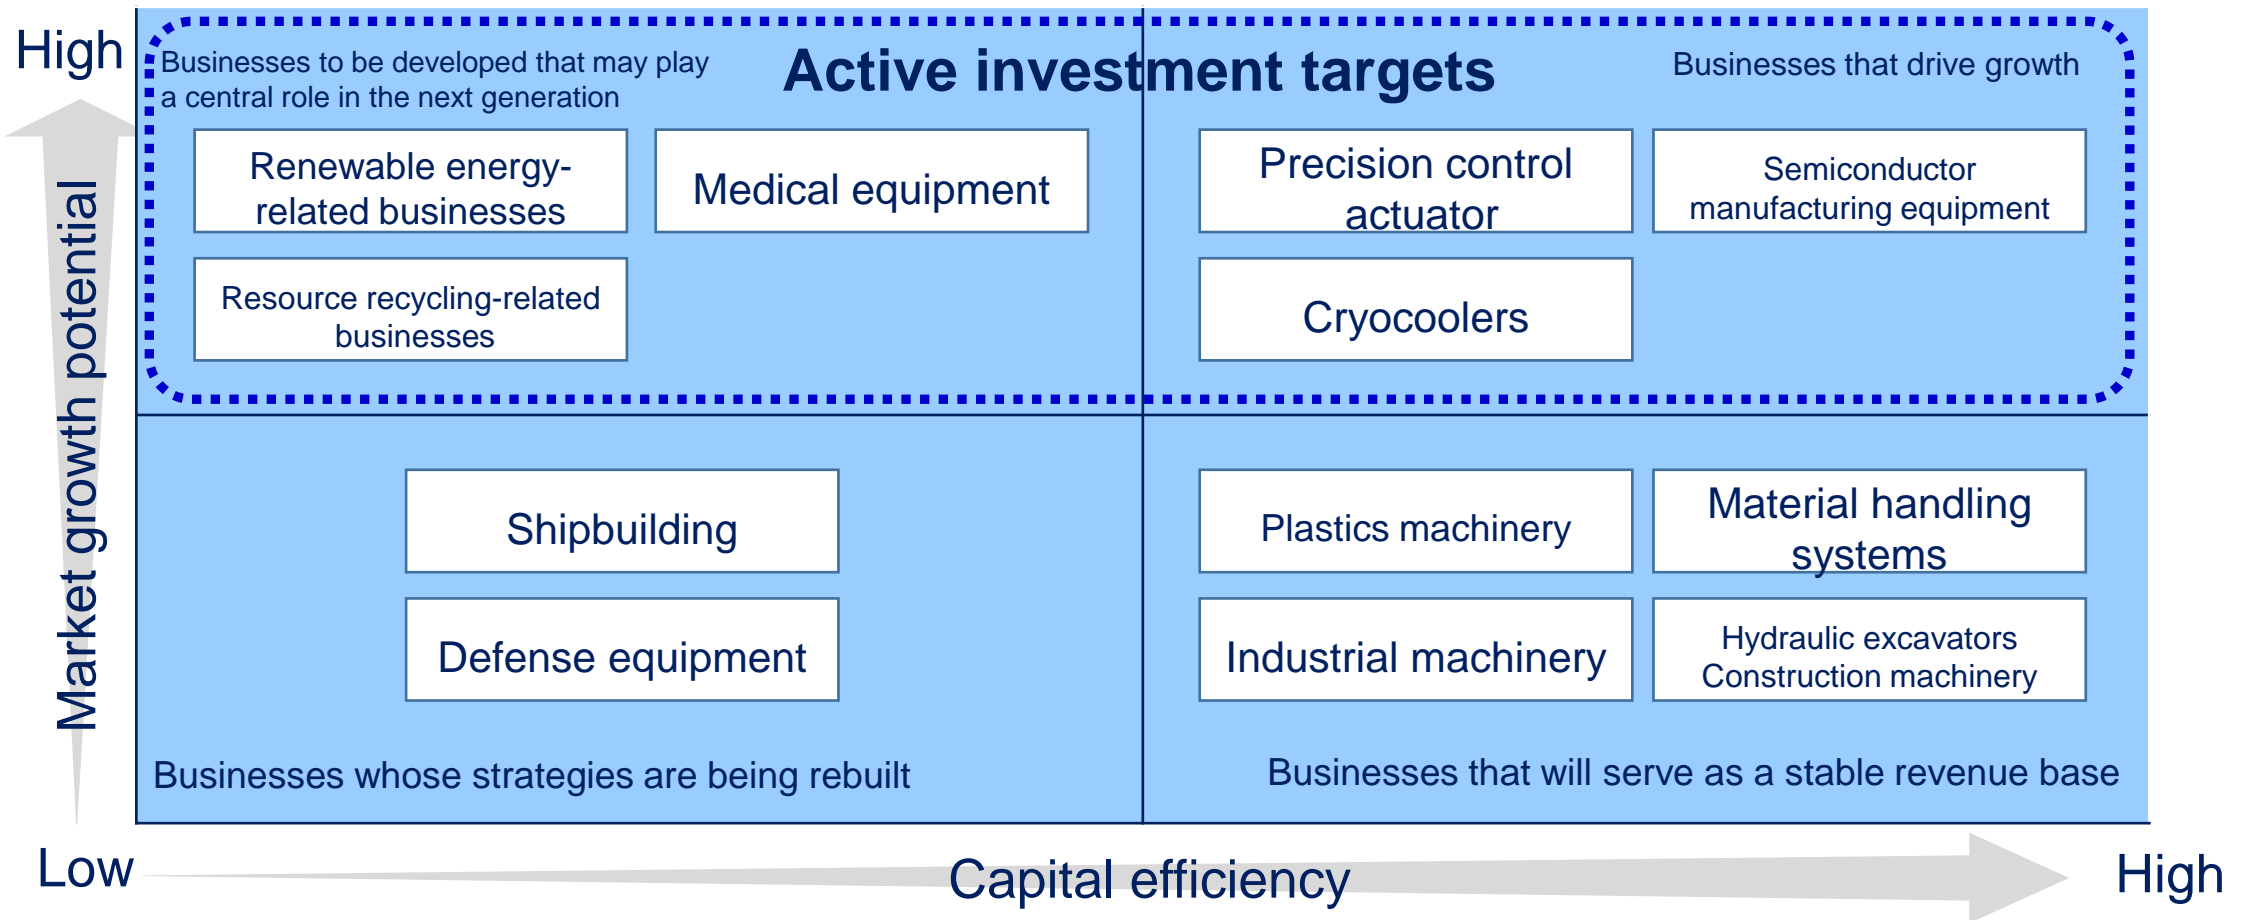 High
Businesses to be developed that may play
a central role in the next generation
Active investment targets
Businesses that drive growth
Renewable energy-
related businesses
Medical equipment
Precision control
actuator
Semiconductor
manufacturing equipment
Resource recycling-related
businesses
Cryocoolers
Market growth potential
Shipbuilding
Plastics machinery
Material handling
systems
Defense equipment
Industrial machinery
Hydraulic excavators
Construction machinery
Businesses whose strategies are being rebuilt
Businesses that will serve as a stable revenue base
Low
Capital efficiency
High